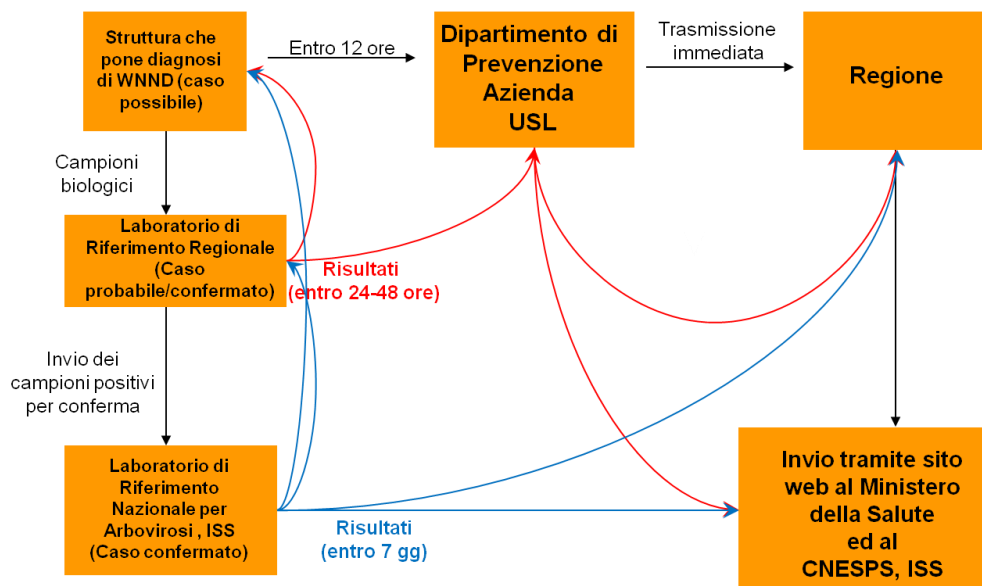 Struttura che
pone diagnosi
di WNND (caso
possibile)
Entro 12 ore
Dipartimento di
Prevenzione
Azienda
USL
Trasmissione
immediata
Regione
Campioni
biologici
Laboratorio di
Riferimento Regionale
(Caso
probabile/confermato)
Risultati
(entro 24-48 ore)
Invio dei
campioni positivi
per conferma
Laboratorio di
Riferimento
Nazionale per
Arbovirosi , ISS
(Caso confermato)
Risultati
(entro 7 gg)
Invio tramite sito
web al Ministero
della Salute
ed al
CNESPS, ISS